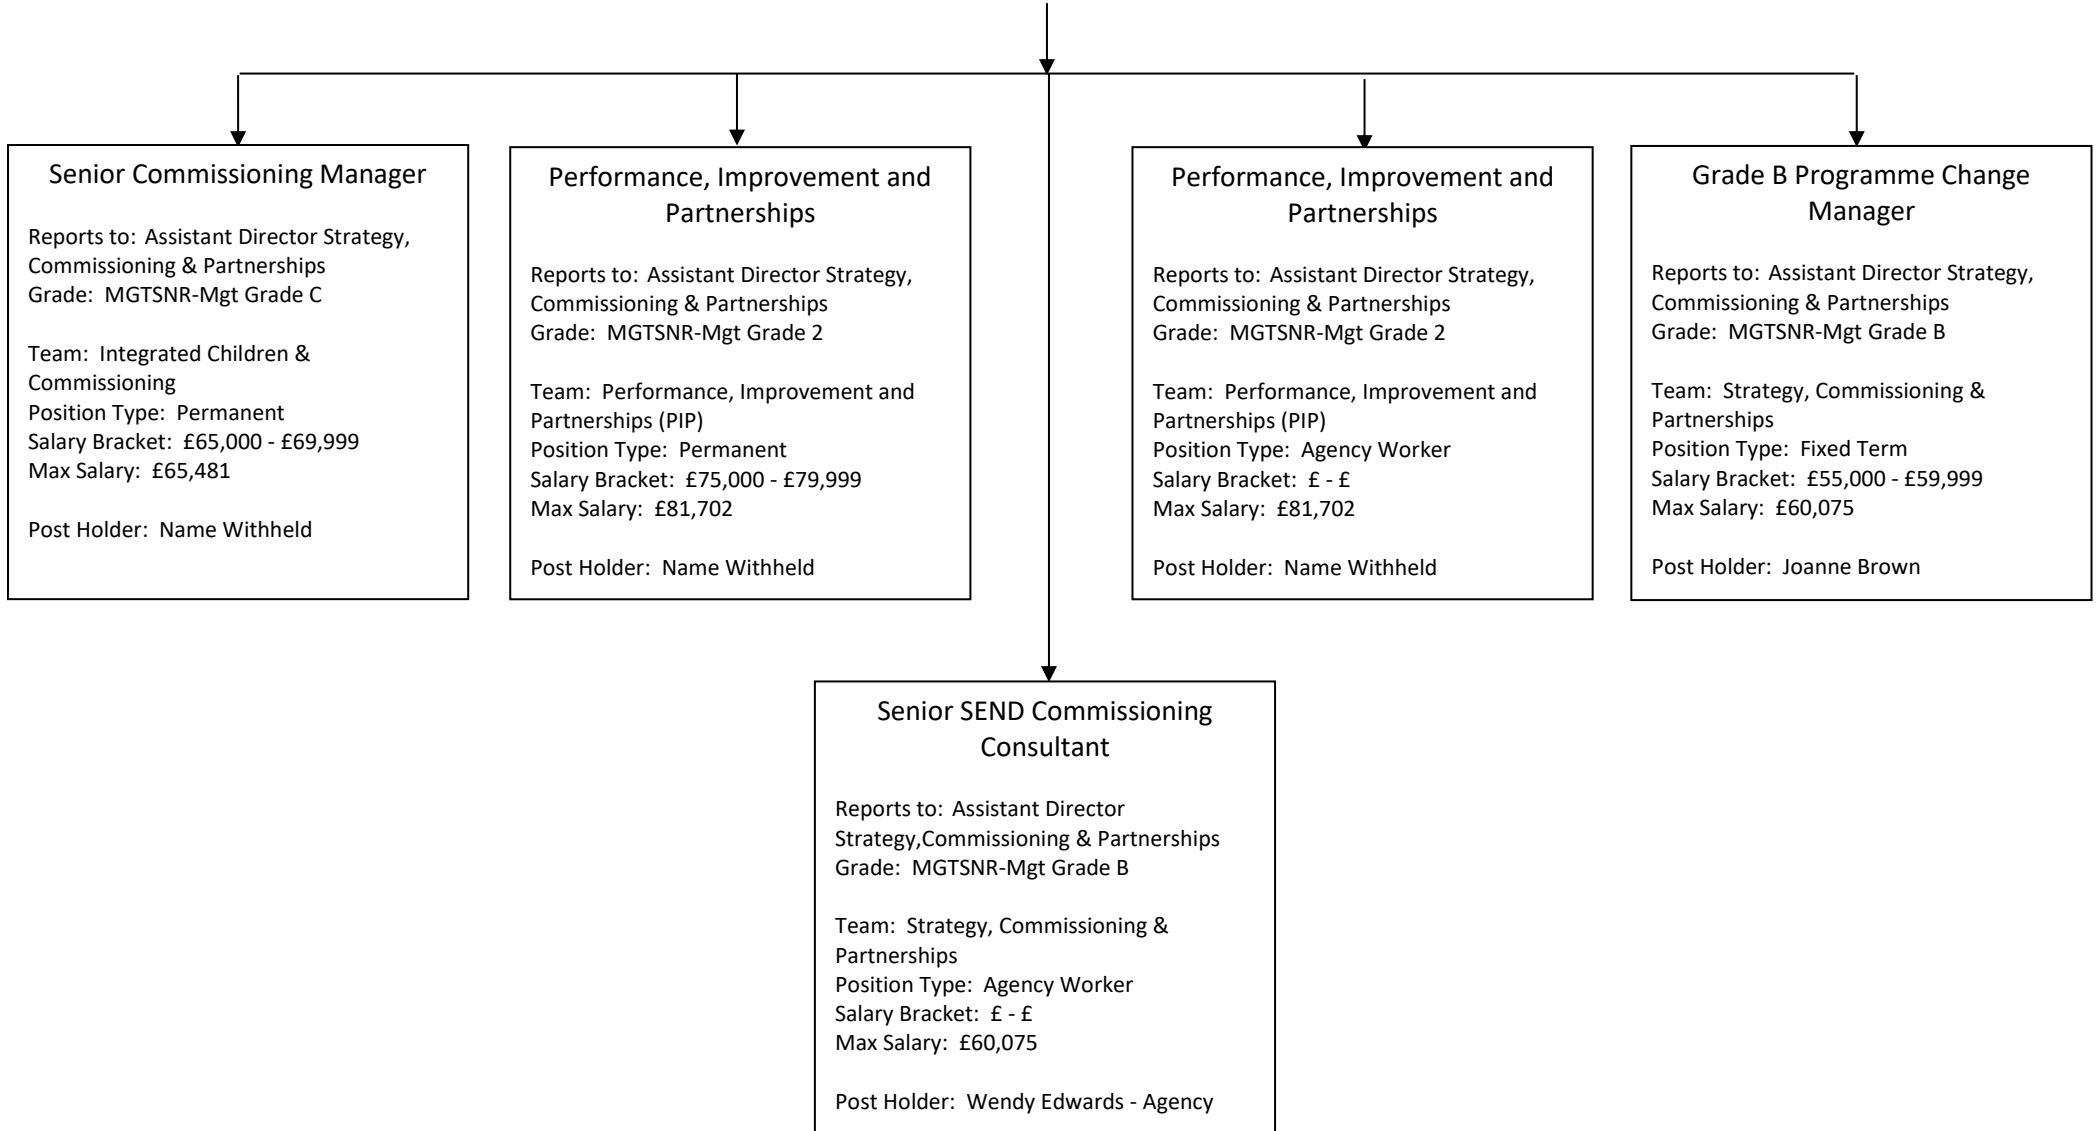 Senior Commissioning Manager
Reports to: Assistant Director Strategy,
Commissioning & Partnerships
Grade: MGTSNR-Mgt Grade C
Team: Integrated Children &
Commissioning
Position Type: Permanent
Salary Bracket: £65,000 - £69,999
Max Salary: £65,481
Post Holder: Name Withheld
Performance, Improvement and
Partnerships
Reports to: Assistant Director Strategy,
Commissioning & Partnerships
Grade: MGTSNR-Mgt Grade 2
Team: Performance, Improvement and
Partnerships (PIP)
Position Type: Permanent
Salary Bracket: £75,000 - £79,999
Max Salary: £81,702
Post Holder: Name Withheld
Performance, Improvement and
Partnerships
Reports to: Assistant Director Strategy,
Commissioning & Partnerships
Grade: MGTSNR-Mgt Grade 2
Team: Performance, Improvement and
Partnerships (PIP)
Position Type: Agency Worker
Salary Bracket: £ - £
Max Salary: £81,702
Post Holder: Name Withheld
Grade B Programme Change
Manager
Reports to: Assistant Director Strategy,
Commissioning & Partnerships
Grade: MGTSNR-Mgt Grade B
Team: Strategy, Commissioning &
Partnerships
Position Type: Fixed Term
Salary Bracket: £55,000 - £59,999
Max Salary: £60,075
Post Holder: Joanne Brown
Senior SEND Commissioning
Consultant
Reports to: Assistant Director
Strategy,Commissioning & Partnerships
Grade: MGTSNR-Mgt Grade B
Team: Strategy, Commissioning &
Partnerships
Position Type: Agency Worker
Salary Bracket: £ - £
Max Salary: £60,075
Post Holder: Wendy Edwards - Agency